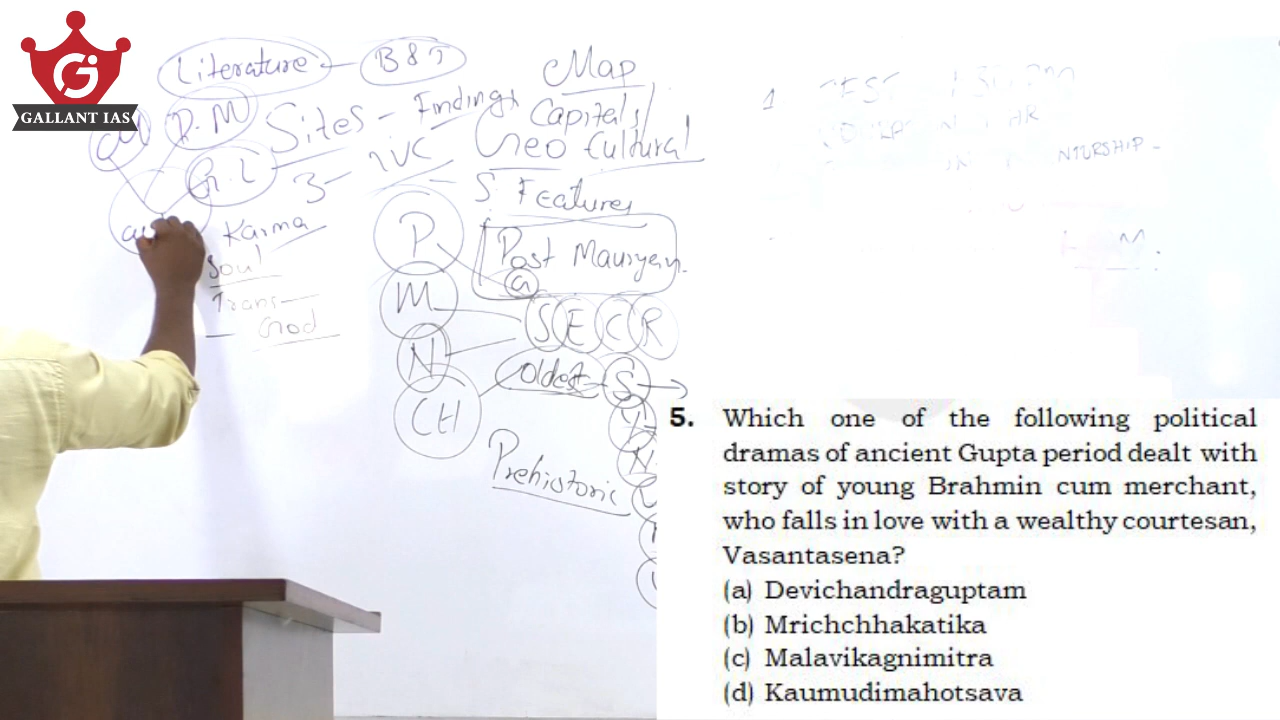 GALLANT IAS
Literature - B & J
R.M
Sites - Findings
G.L
3 - IVC
Map
Capitals/
Geo Cultural
S. Features
Karma
Soul
Trans
God
P
Post Mauryan
G
M
S E C R
N
Oldest S →
CH
Prehistoric
1
NTURSHIP -
5. Which one of the following political
dramas of ancient Gupta period dealt with
story of young Brahmin cum merchant,
who falls in love with a wealthy courtesan,
Vasantasena?
(a) Devichandraguptam
(b) Mrichchhakatika
(c) Malavikagnimitra
(d) Kaumudimahotsava